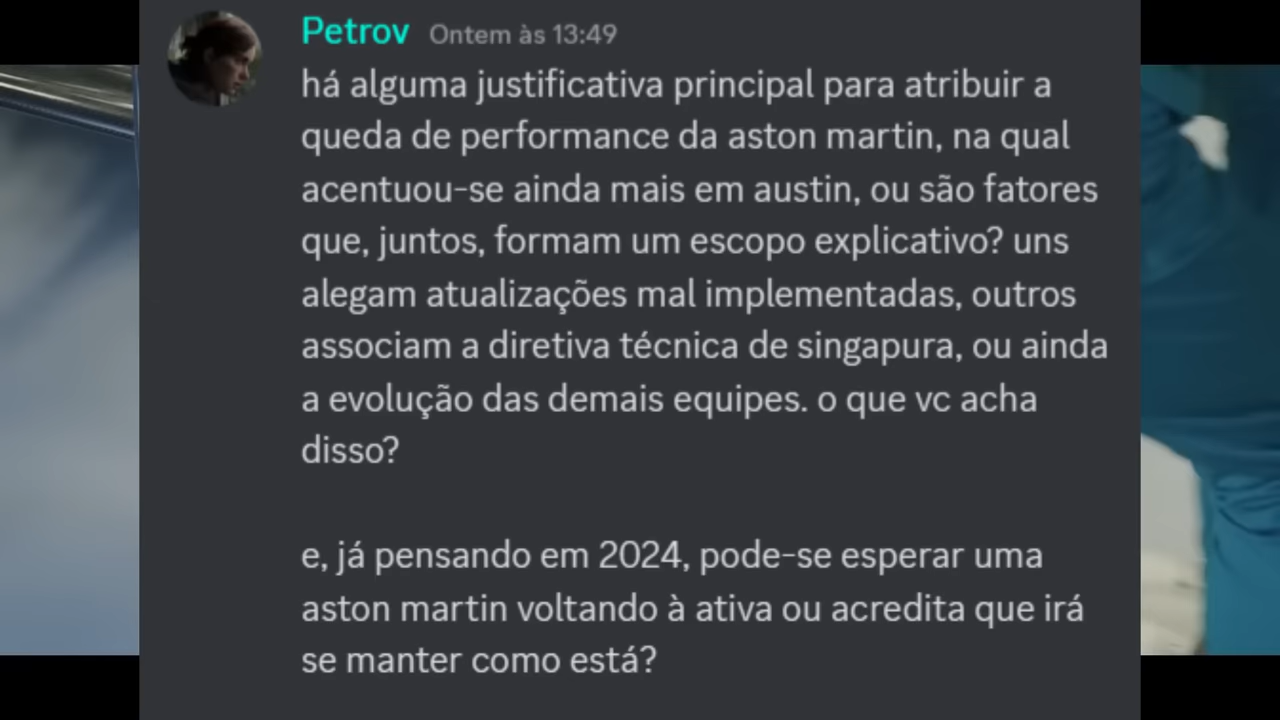 Petrov Ontem às 13:49
há alguma justificativa principal para atribuir a
queda de performance da aston martin, na qual
acentuou-se ainda mais em austin, ou são fatores
que, juntos, formam um escopo explicativo? uns
alegam atualizações mal implementadas, outros
associam a diretiva técnica de singapura, ou ainda
a evolução das demais equipes. o que vc acha
disso?
e, já pensando em 2024, pode-se esperar uma
aston martin voltando à ativa ou acredita que irá
se manter como está?